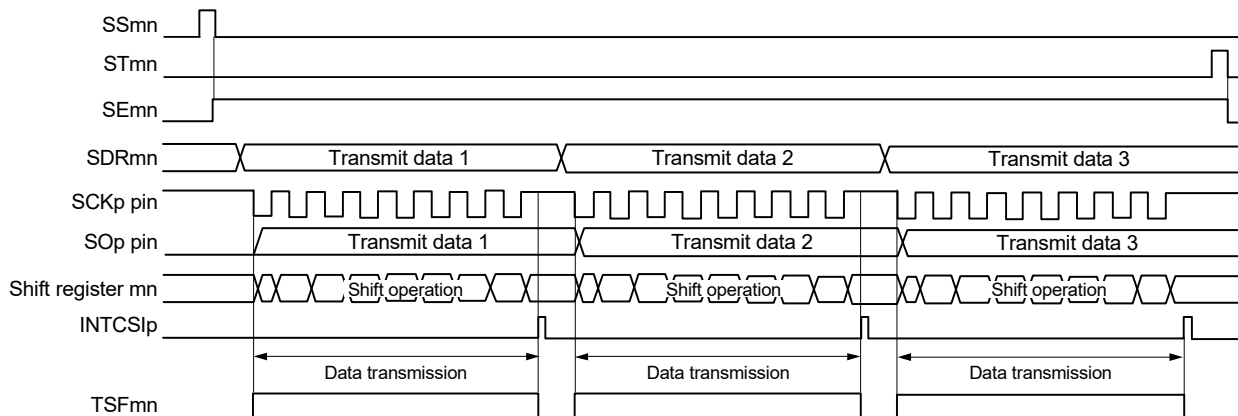 SSmn
STmn
SEmn
SDRmn Transmit data 1 Transmit data 2 Transmit data 3
SCKp pin
SOp pin Transmit data 1 Transmit data 2 Transmit data 3
Shift register mn Shift operation Shift operation Shift operation
INTCSIp
Data transmission Data transmission Data transmission
TSFmn